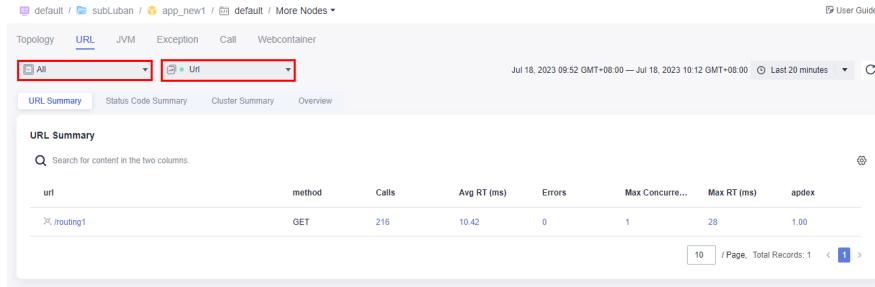 default / subLuban / app_new1 / default / More Nodes User Guide
Topology URL JVM Exception Call Webcontainer
All Url Jul 18, 2023 09:52 GMT+08:00 — Jul 18, 2023 10:12 GMT+08:00 Last 20 minutes
URL Summary Status Code Summary Cluster Summary Overview
URL Summary
Search for content in the two columns.
url method Calls Avg RT (ms) Errors Max Concurre... Max RT (ms) apdex
/routing1 GET 216 10.42 0 1 28 1.00
10 / Page, Total Records: 1 < 1 >